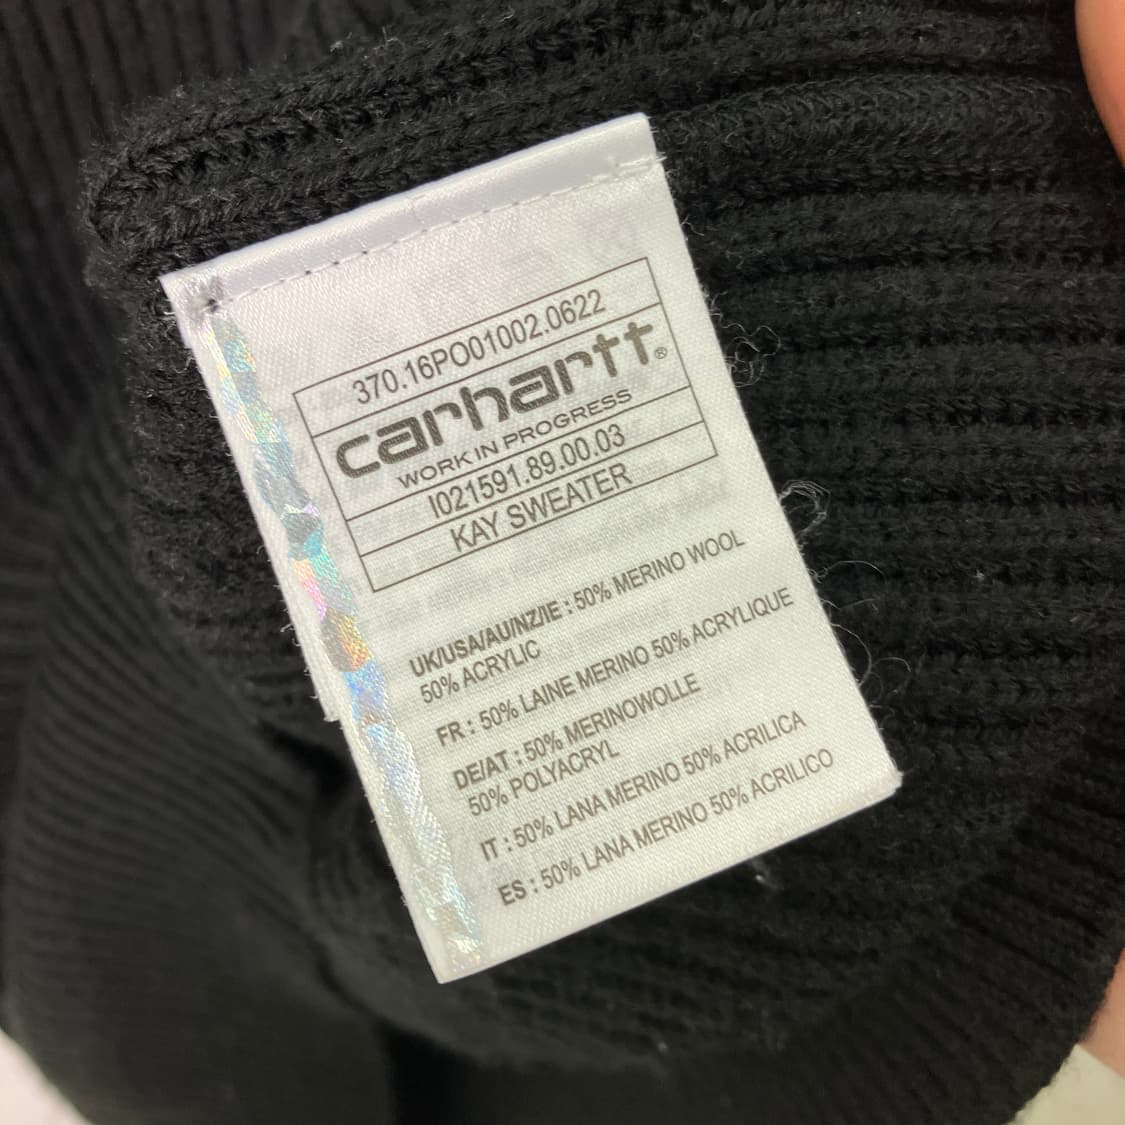 370.16PO01002.0622
carhartt®
WORK IN PROGRESS
I021591.89.00.03
KAY SWEATER
UK/USA/AU/NZ/IE : 50% MERINO WOOL
50% ACRYLIC
FR : 50% LAINE MERINO 50% ACRYLIQUE
DE/AT : 50% MERINOWOLLE
50% POLYACRYL
IT : 50% LANA MERINO 50% ACRILICA
ES : 50% LANA MERINO 50% ACRILICO